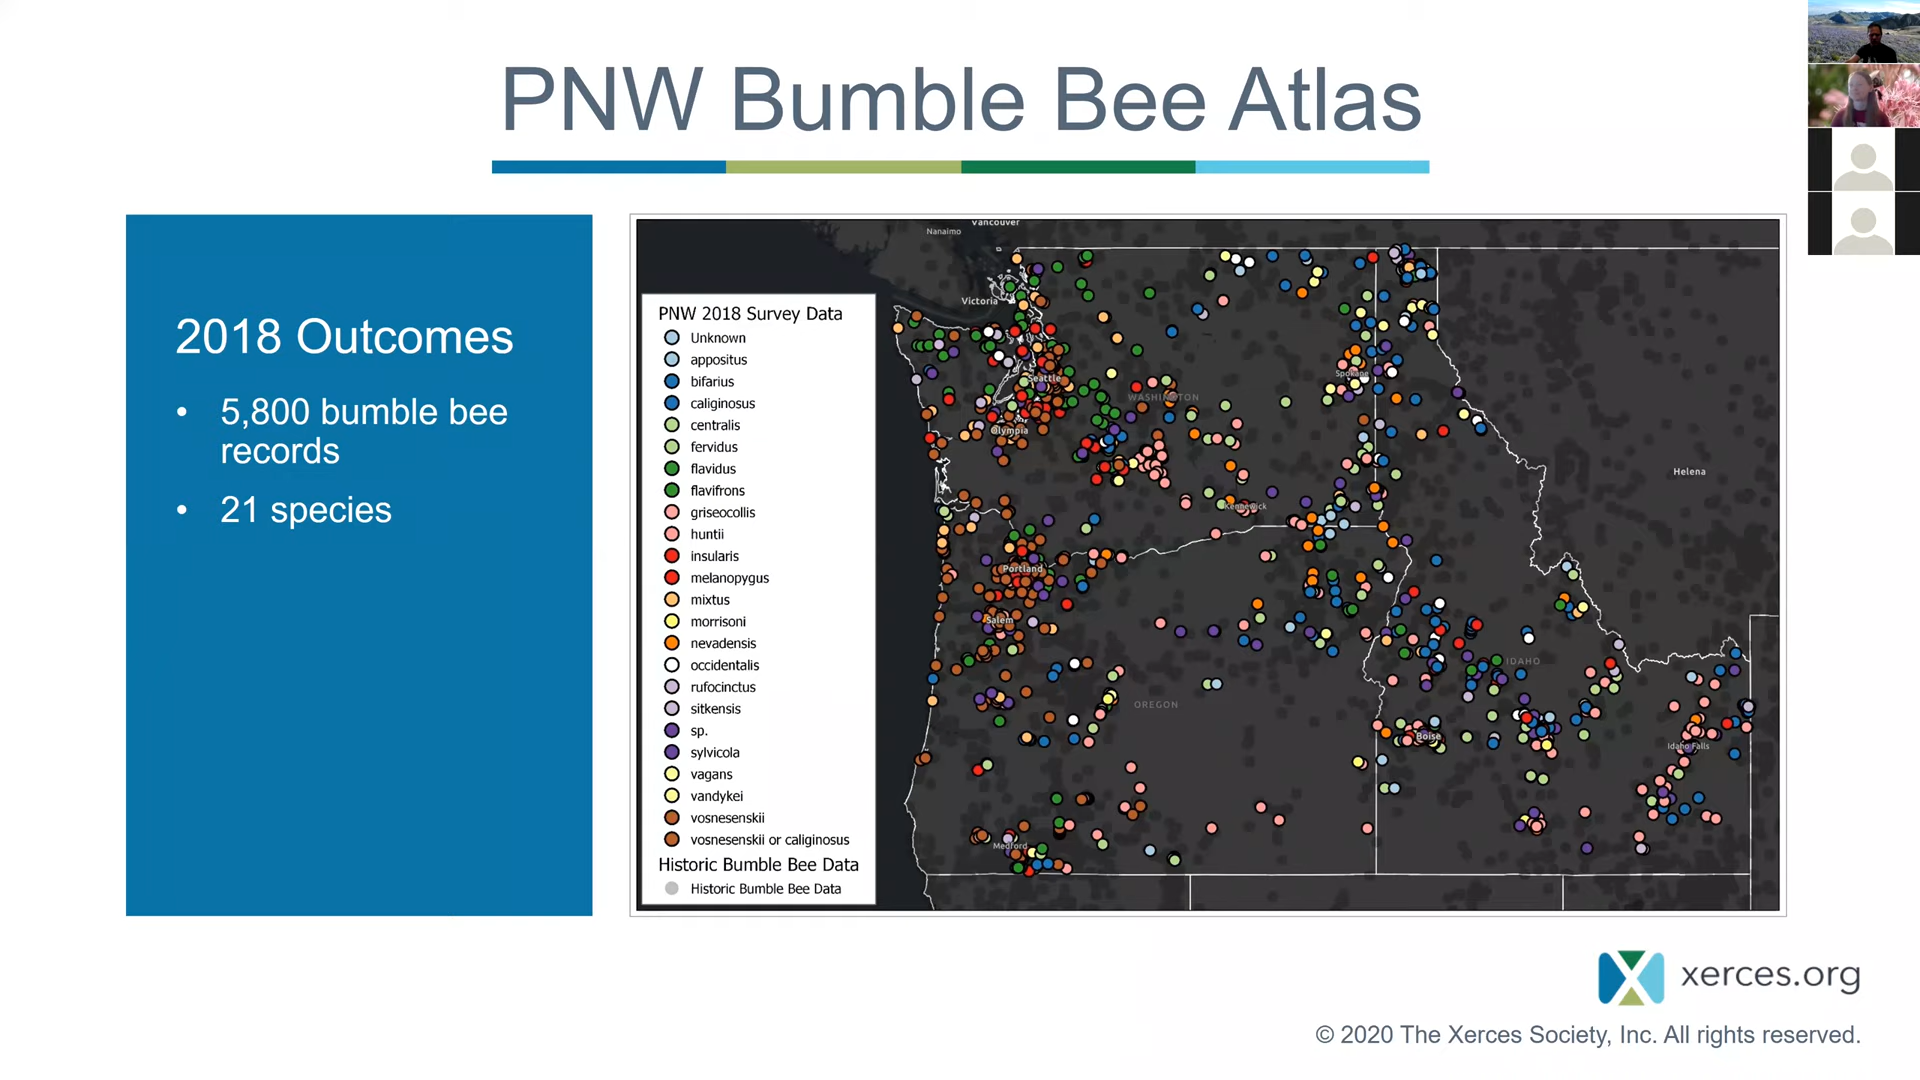 PNW Bumble Bee Atlas
2018 Outcomes
• 5,800 bumble bee
records
• 21 species
PNW 2018 Survey Data
Unknown
appositus
bifarius
caliginosus
centralis
fervidus
flavidus
flavifrons
griseocollis
huntii
insularis
melanopygus
mixtus
morrisoni
nevadensis
occidentalis
rufocinctus
sitkensis
sp.
sylvicola
vagans
vandykei
vosnesenskii
vosnesenskii or caliginosus
Historic Bumble Bee Data
Historic Bumble Bee Data
Vancouver
Nanaimo
Victoria
Seattle
Spokane
WASHINGTON
Olympia
Helena
Kennewick
Portland
Salem
IDAHO
OREGON
Boise
Idaho Falls
Medford
xerces.org
© 2020 The Xerces Society, Inc. All rights reserved.